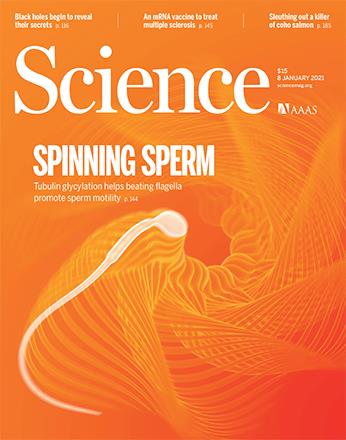 Black holes begin to reveal
their secrets p. 116
An mRNA vaccine to treat
multiple sclerosis p. 145
Sleuthing out a killer
of coho salmon p. 185
Science
$15
8 JANUARY 2021
sciencemag.org
AAAS
SPINNING SPERM
Tubulin glycylation helps beating flagella
promote sperm motility p. 144